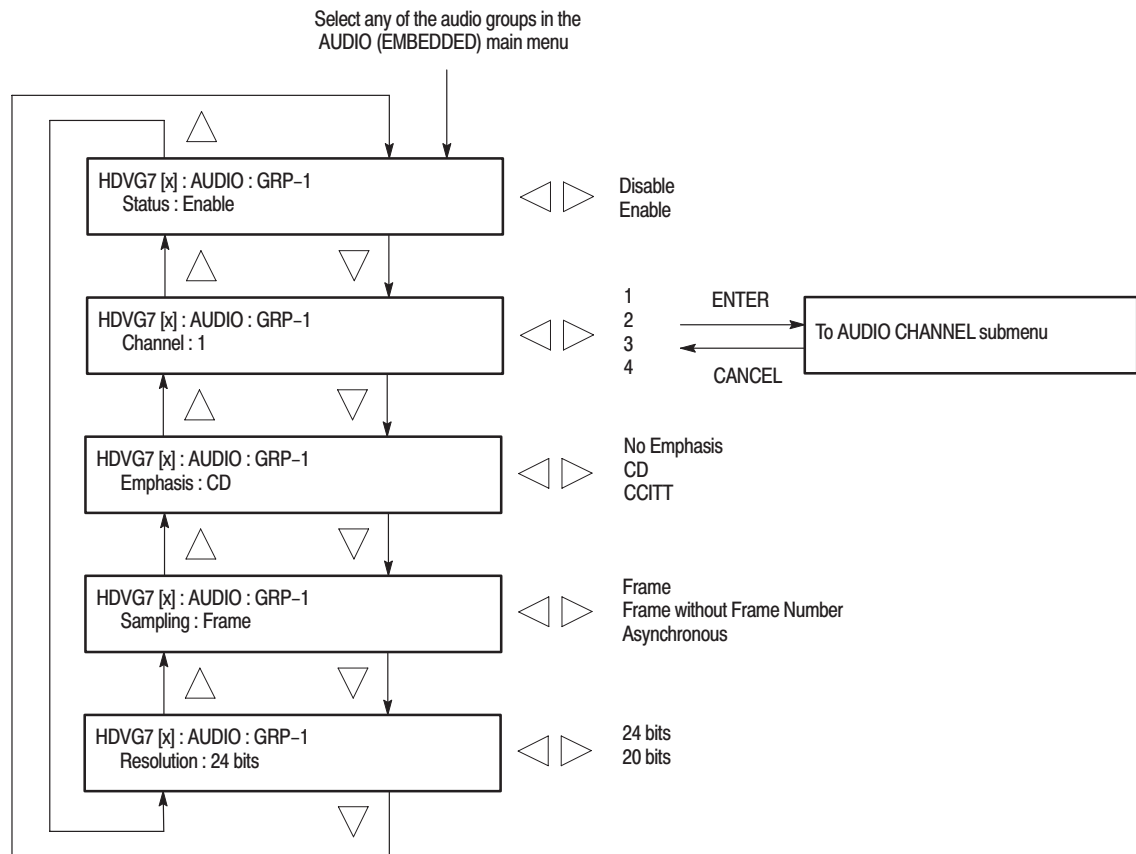 Select any of the audio groups in the
AUDIO (EMBEDDED) main menu
HDVG7 [x] : AUDIO : GRP–1
Status : Enable
Disable
Enable
HDVG7 [x] : AUDIO : GRP–1
Channel : 1
1
2
3
4
ENTER
CANCEL
To AUDIO CHANNEL submenu
HDVG7 [x] : AUDIO : GRP–1
Emphasis : CD
No Emphasis
CD
CCITT
HDVG7 [x] : AUDIO : GRP–1
Sampling : Frame
Frame
Frame without Frame Number
Asynchronous
HDVG7 [x] : AUDIO : GRP–1
Resolution : 24 bits
24 bits
20 bits